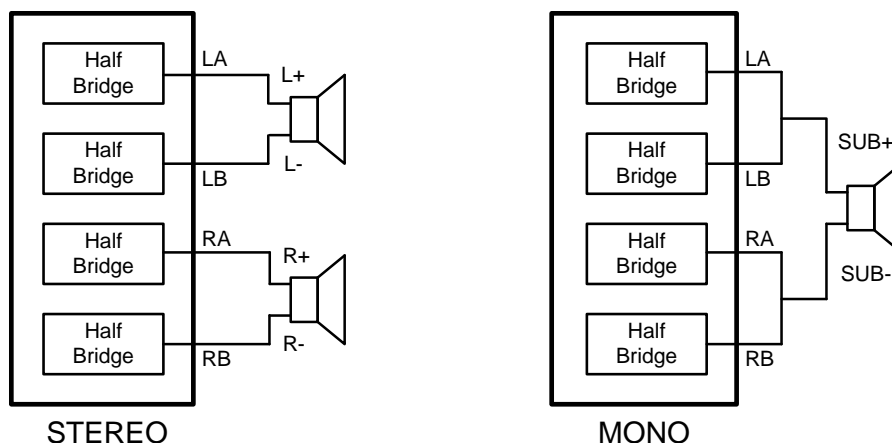 Half
Bridge
LA
L+
Half
Bridge
LB
L-
Half
Bridge
RA
R+
Half
Bridge
RB
R-
STEREO
Half
Bridge
LA
Half
Bridge
LB
SUB+
Half
Bridge
RA
SUB-
Half
Bridge
RB
MONO